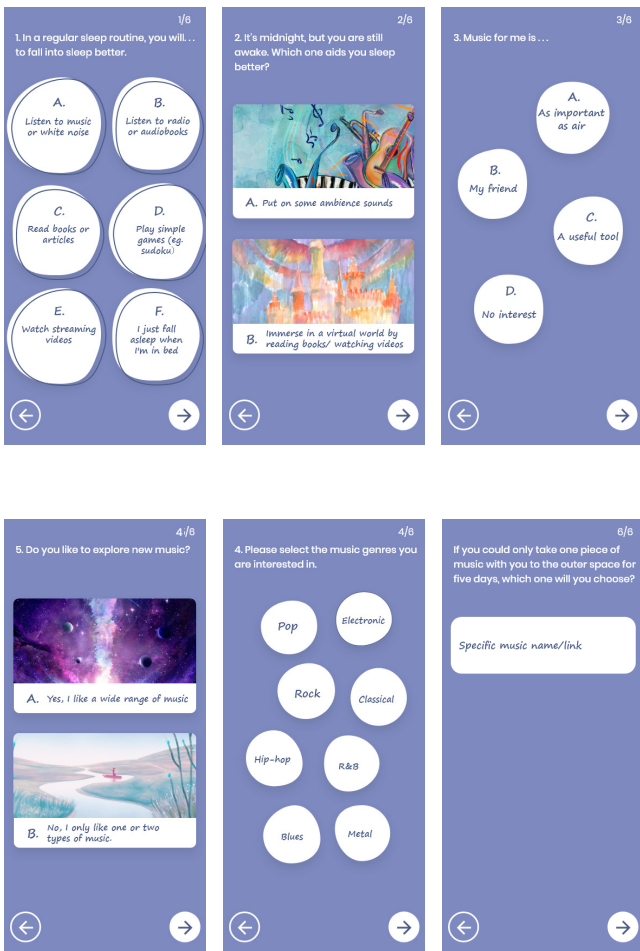 1/6
1. In a regular sleep routine, you will. . .
to fall into sleep better.
A.
Listen to music
or white noise
B.
Listen to radio
or audiobooks
C.
Read books or
articles
D.
Play simple
games (eg.
sudoku)
E.
Watch streaming
videos
F.
I just fall
asleep when
I'm in bed
2/6
2. It's midnight, but you are still
awake. Which one aids you sleep
better?
A. Put on some ambience sounds
B. Immerse in a virtual world by
reading books/ watching videos
3/6
3. Music for me is . . .
A.
As important
as air
B.
My friend
C.
A useful tool
D.
No interest
4/6
5. Do you like to explore new music?
A. Yes, I like a wide range of music
B. No, I only like one or two
types of music.
4/6
4. Please select the music genres you
are interested in.
Pop
Electronic
Rock
Classical
Hip-hop
R&B
Blues
Metal
6/6
If you could only take one piece of
music with you to the outer space for
five days, which one will you choose?
Specific music name/link